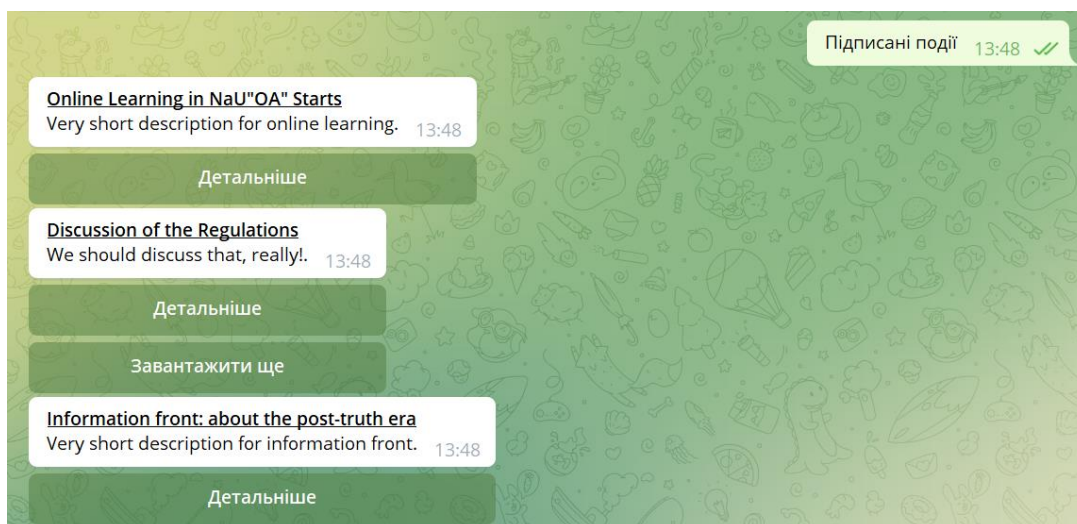 Підписані події 13:48
Online Learning in NaU"OA" Starts
Very short description for online learning. 13:48
Детальніше
Discussion of the Regulations
We should discuss that, really!. 13:48
Детальніше
Завантажити ще
Information front: about the post-truth era
Very short description for information front. 13:48
Детальніше